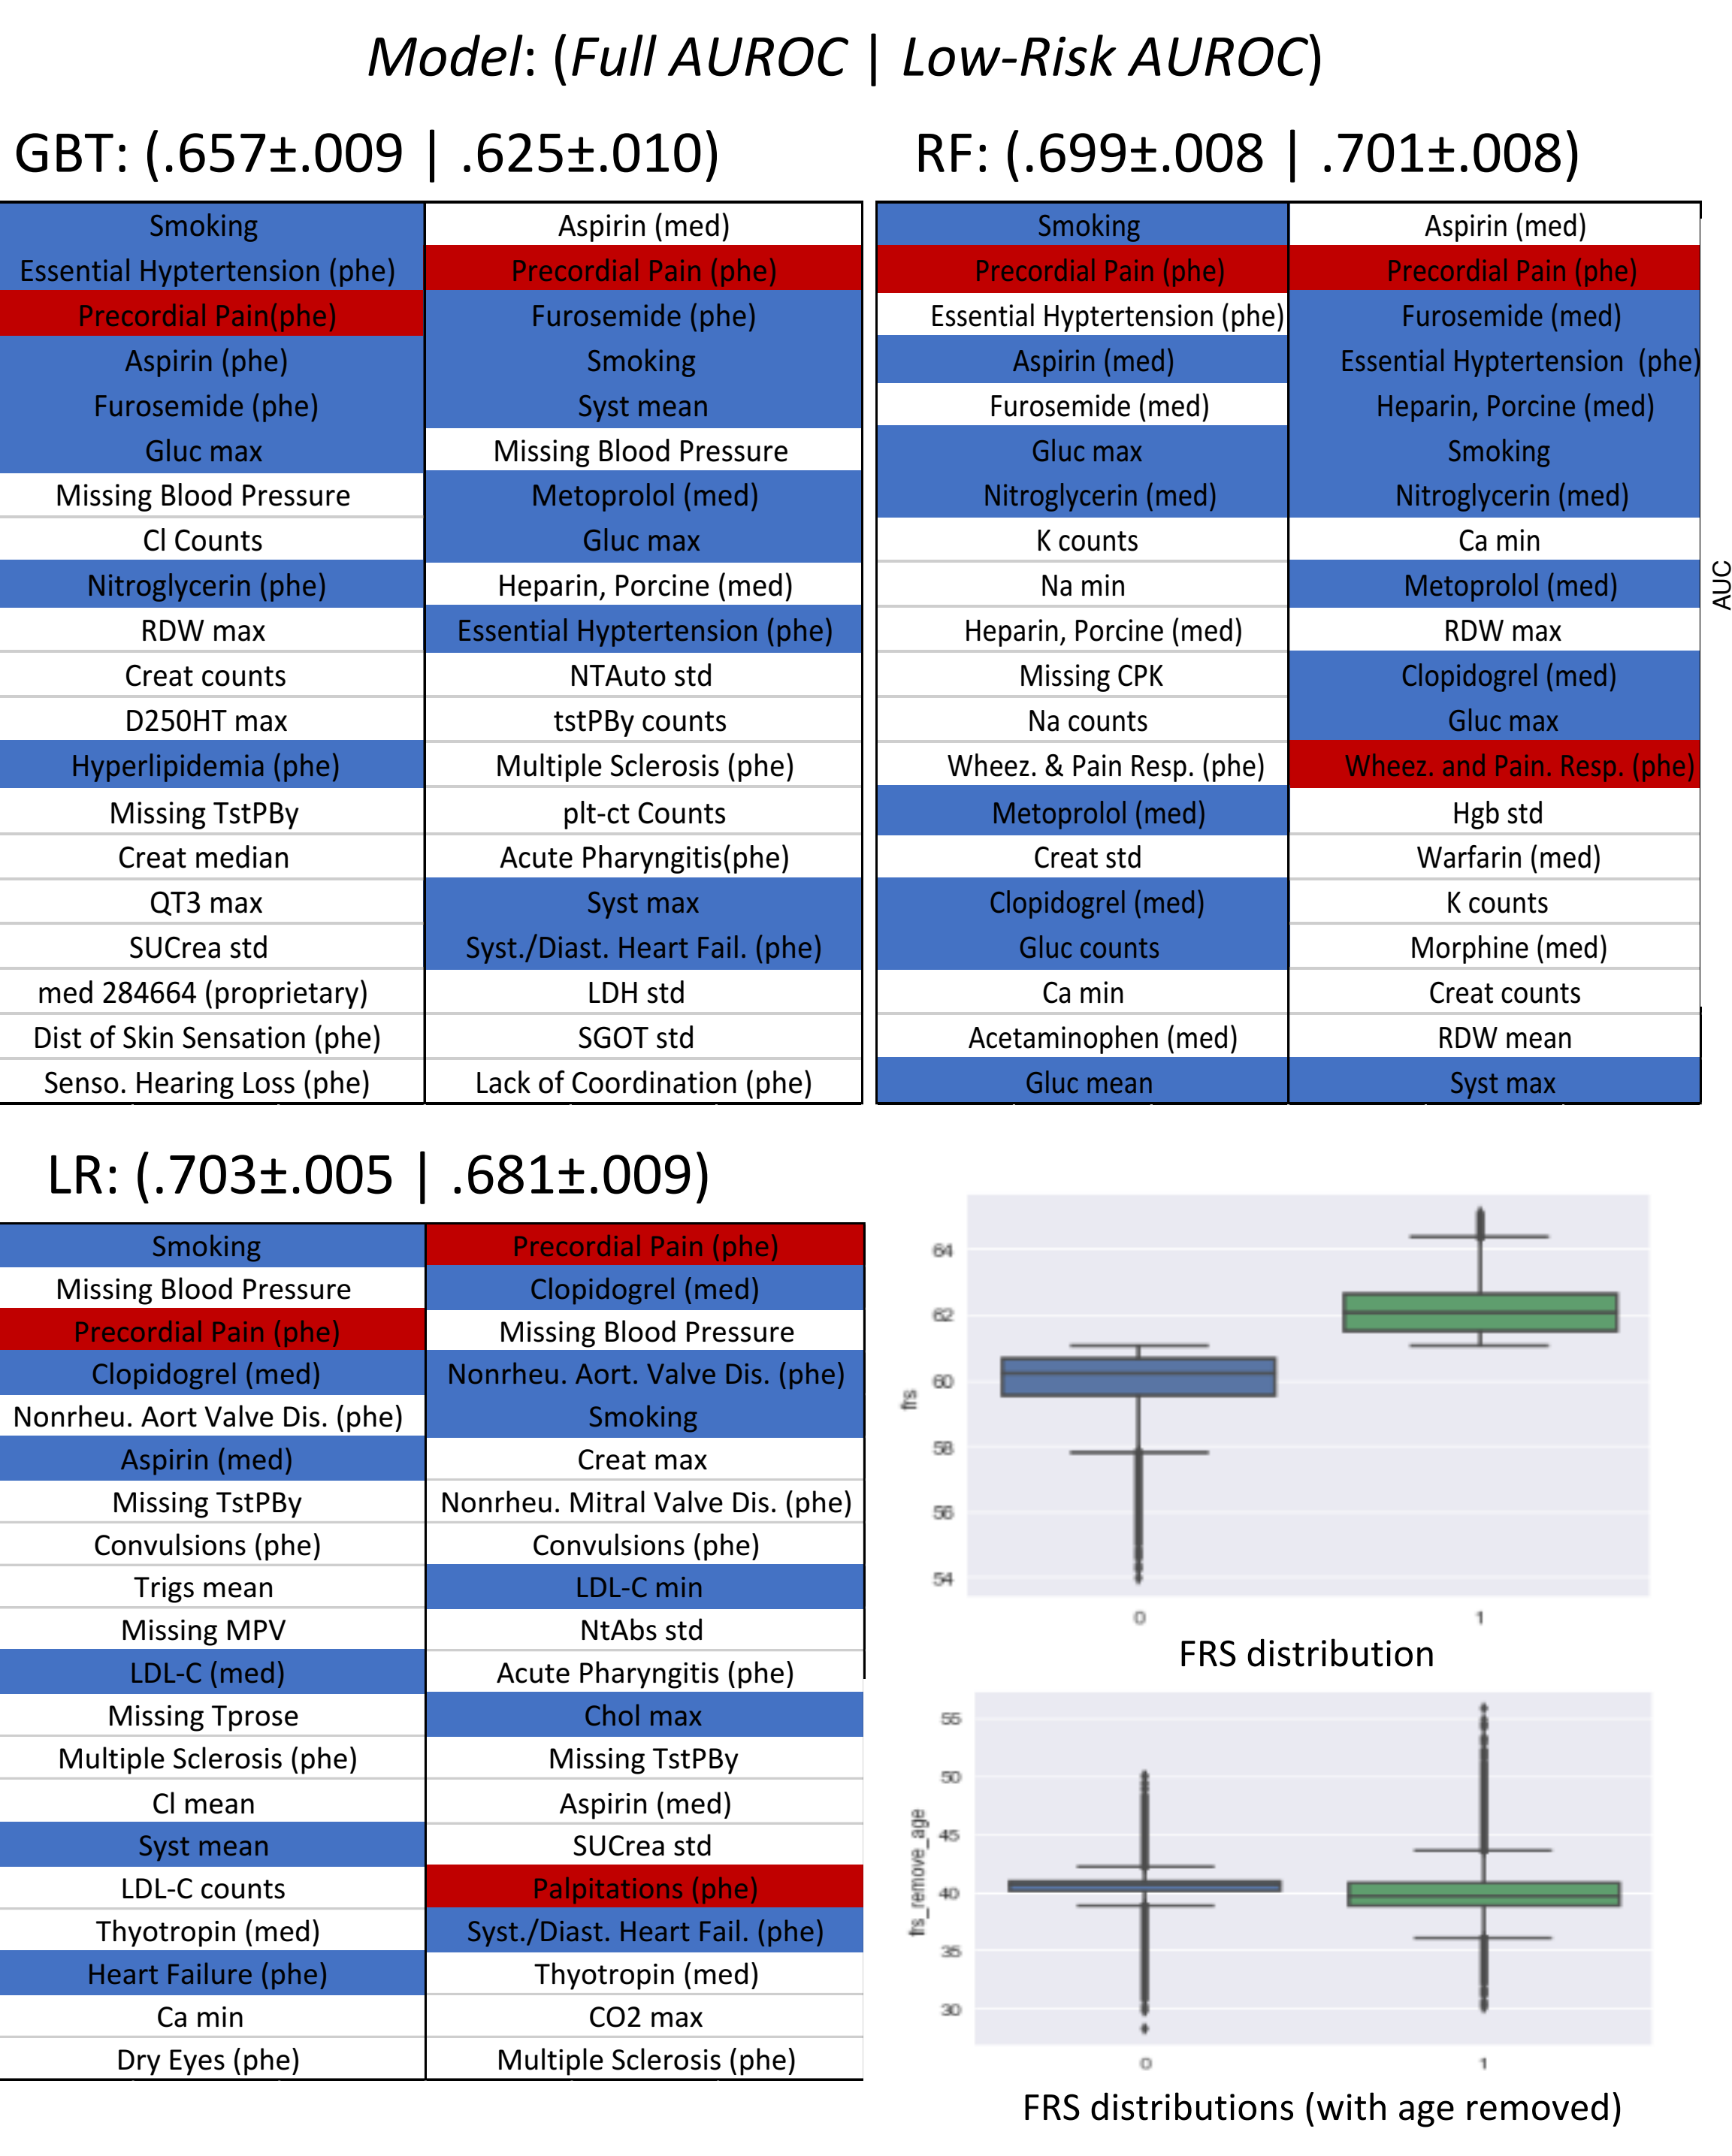 Model: (Full AUROC | Low-Risk AUROC)
GBT: (.657±.009 | .625±.010)
Smoking
Essential Hyptertension (phe)
Precordial Pain(phe)
Aspirin (phe)
Furosemide (phe)
Gluc max
Missing Blood Pressure
Cl Counts
Nitroglycerin (phe)
RDW max
Creat counts
D250HT max
Hyperlipidemia (phe)
Missing TstPBy
Creat median
QT3 max
SUCrea std
med 284664 (proprietary)
Dist of Skin Sensation (phe)
Senso. Hearing Loss (phe)
Aspirin (med)
Precordial Pain (phe)
Furosemide (phe)
Smoking
Syst mean
Missing Blood Pressure
Metoprolol (med)
Gluc max
Heparin, Porcine (med)
Essential Hyptertension (phe)
NTAuto std
tstPBy counts
Multiple Sclerosis (phe)
plt-ct Counts
Acute Pharyngitis(phe)
Syst max
Syst./Diast. Heart Fail. (phe)
LDH std
SGOT std
Lack of Coordination (phe)
RF: (.699±.008 | .701±.008)
Smoking
Precordial Pain (phe)
Essential Hyptertension (phe)
Aspirin (med)
Furosemide (med)
Gluc max
Nitroglycerin (med)
K counts
Na min
Heparin, Porcine (med)
Missing CPK
Na counts
Wheez. & Pain Resp. (phe)
Metoprolol (med)
Creat std
Clopidogrel (med)
Gluc counts
Ca min
Acetaminophen (med)
Gluc mean
Aspirin (med)
Precordial Pain (phe)
Furosemide (med)
Essential Hyptertension (phe)
Heparin, Porcine (med)
Smoking
Nitroglycerin (med)
Ca min
Metoprolol (med)
RDW max
Clopidogrel (med)
Gluc max
Wheez. and Pain. Resp. (phe)
Hgb std
Warfarin (med)
K counts
Morphine (med)
Creat counts
RDW mean
Syst max
AUC
LR: (.703±.005 | .681±.009)
Smoking
Missing Blood Pressure
Precordial Pain (phe)
Clopidogrel (med)
Nonrheu. Aort Valve Dis. (phe)
Aspirin (med)
Missing TstPBy
Convulsions (phe)
Trigs mean
Missing MPV
LDL-C (med)
Missing Tprose
Multiple Sclerosis (phe)
Cl mean
Syst mean
LDL-C counts
Thyotropin (med)
Heart Failure (phe)
Ca min
Dry Eyes (phe)
Precordial Pain (phe)
Clopidogrel (med)
Missing Blood Pressure
Nonrheu. Aort. Valve Dis. (phe)
Smoking
Creat max
Nonrheu. Mitral Valve Dis. (phe)
Convulsions (phe)
LDL-C min
NtAbs std
Acute Pharyngitis (phe)
Chol max
Missing TstPBy
Aspirin (med)
SUCrea std
Palpitations (phe)
Syst./Diast. Heart Fail. (phe)
Thyotropin (med)
CO2 max
Multiple Sclerosis (phe)
frs
64
62
60
58
56
54
0 1
FRS distribution
frs_remove_age
55
50
45
40
35
30
0 1
FRS distributions (with age removed)